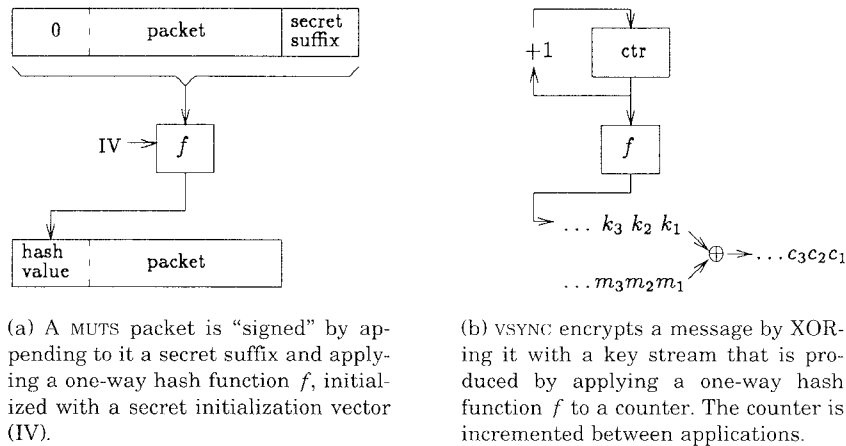 0 packet secret suffix
IV f
hash value packet
(a) A MUTS packet is "signed" by ap-
pending to it a secret suffix and apply-
ing a one-way hash function f, initial-
ized with a secret initialization vector
(IV).
+1 ctr
f
... k3 k2 k1
⊕ ... c3c2c1
... m3m2m1
(b) VSYNC encrypts a message by XOR-
ing it with a key stream that is pro-
duced by applying a one-way hash
function f to a counter. The counter is
incremented between applications.